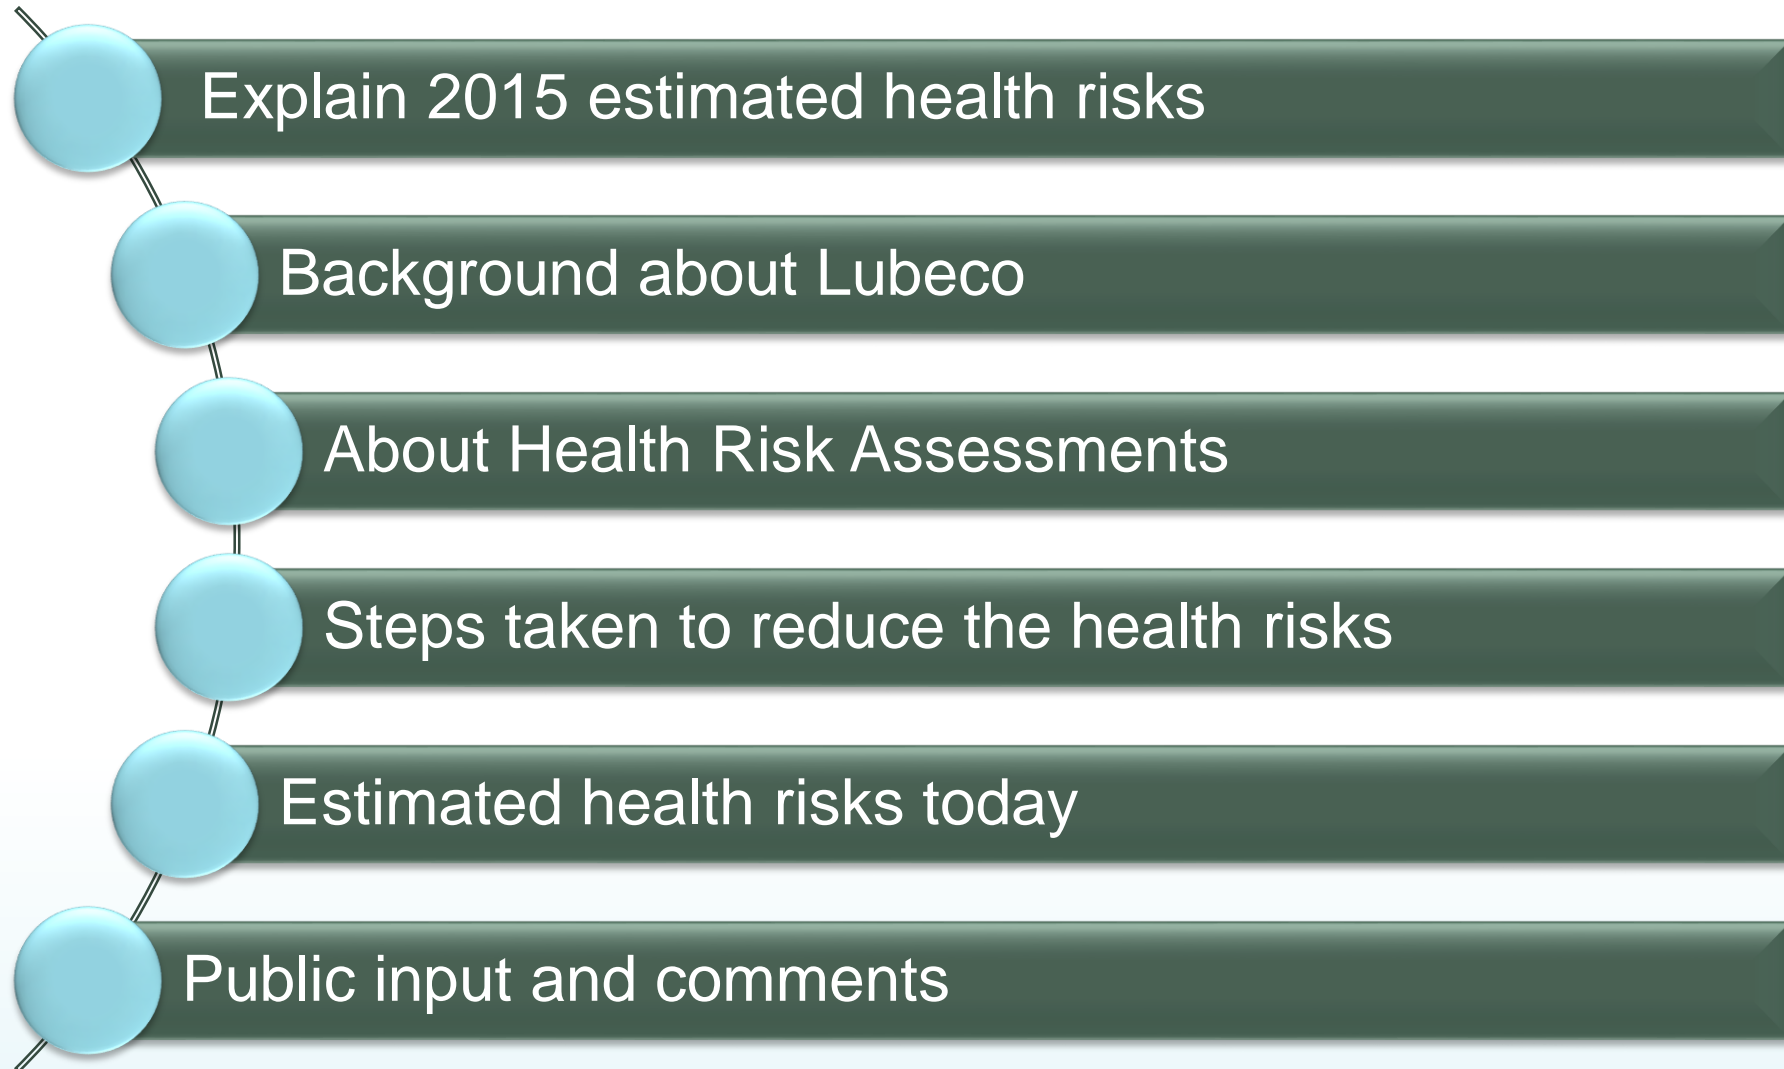 Explain 2015 estimated health risks
Background about Lubeco
About Health Risk Assessments
Steps taken to reduce the health risks
Estimated health risks today
Public input and comments